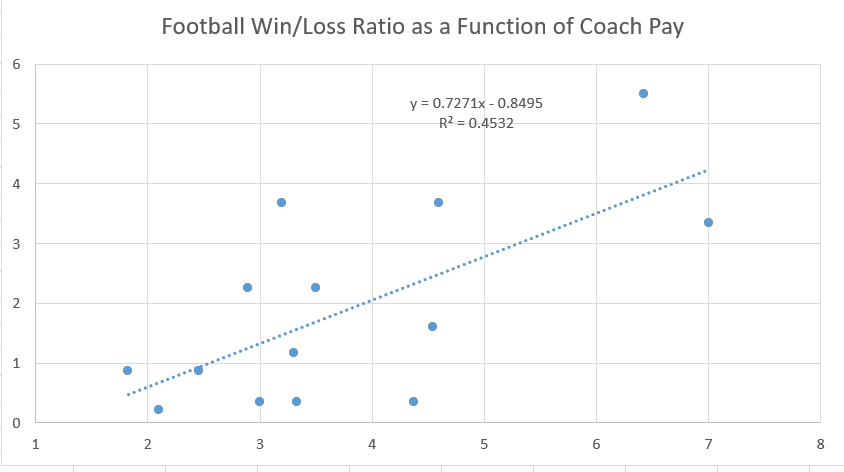 Football Win/Loss Ratio as a Function of Coach Pay
6
y = 0.7271x - 0.8495
R² = 0.4532
5
4
3
2
1
0
1 2 3 4 5 6 7 8